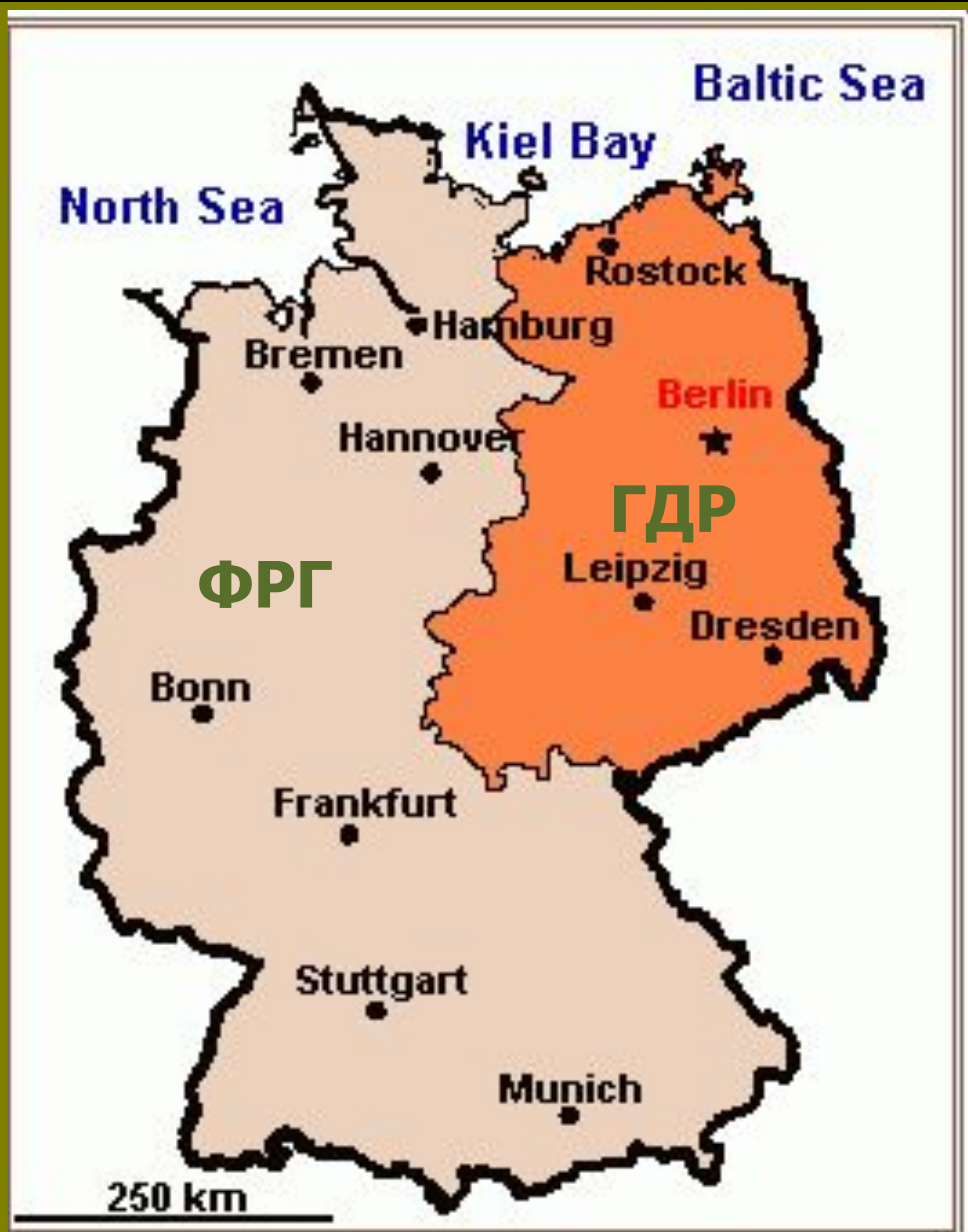 Baltic Sea
Kiel Bay
North Sea
Rostock
Hamburg
Bremen
Berlin
Hannover
ГДР
Leipzig
ФРГ
Dresden
Bonn
Frankfurt
Stuttgart
Munich
250 km